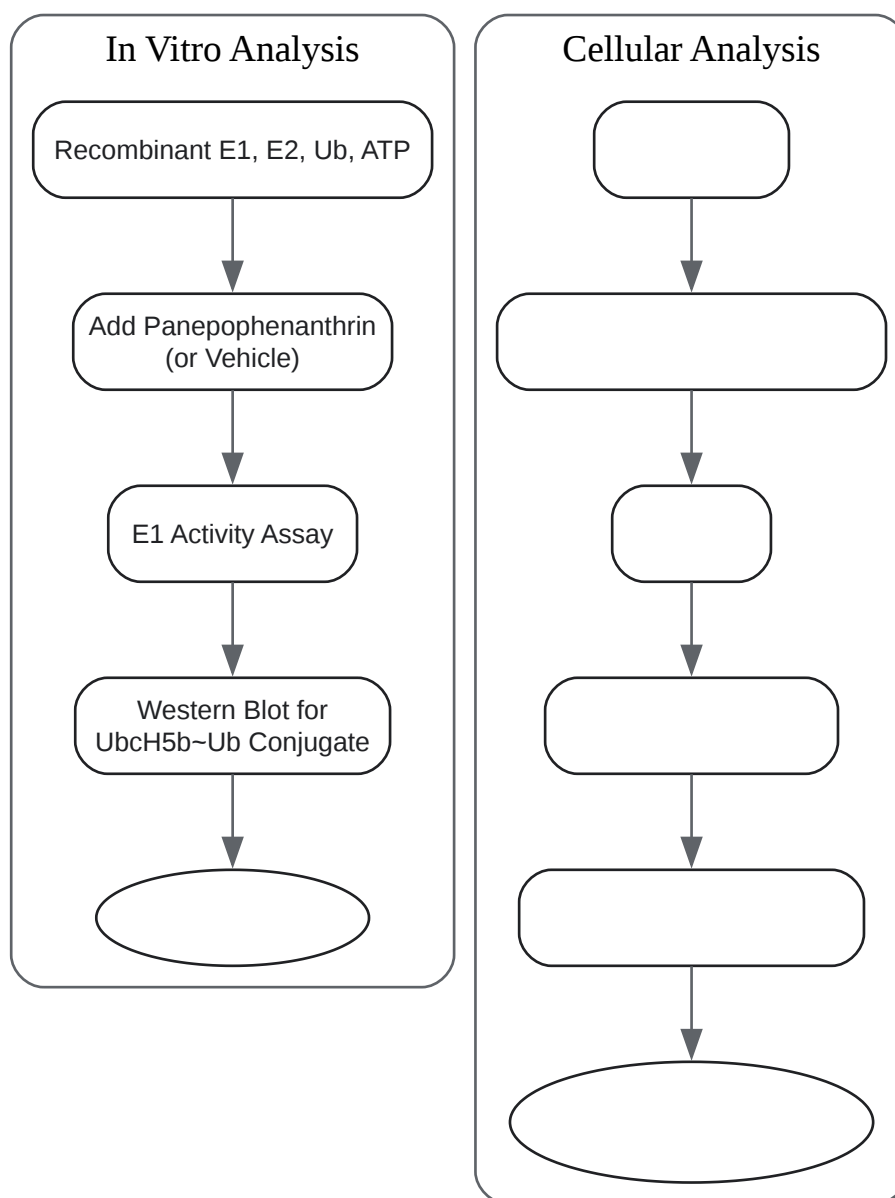 In Vitro Analysis
Cellular Analysis
Recombinant E1, E2, Ub, ATP
Add Panepophenanthrin
(or Vehicle)
E1 Activity Assay
Western Blot for
UbcH5b~Ub Conjugate